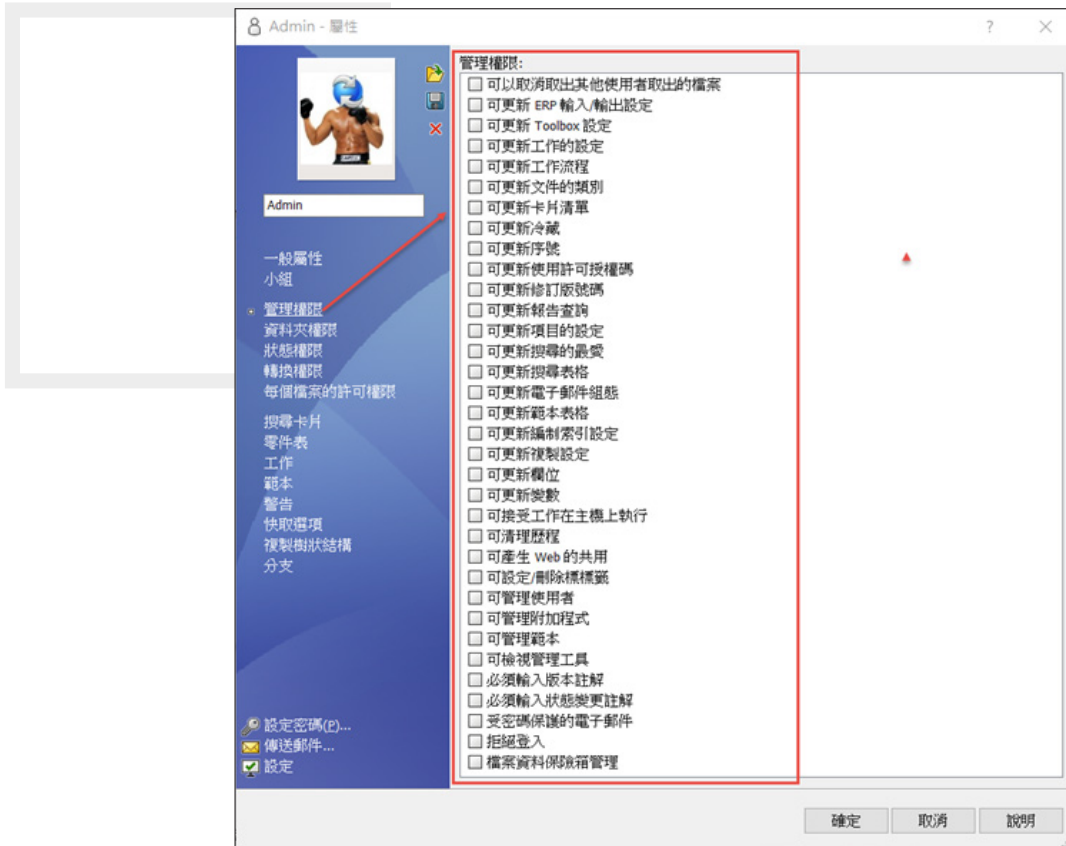 Admin - 屬性
?
Admin
一般屬性
小組
管理權限
資料夾權限
狀態權限
轉換權限
每個檔案的許可權限
搜尋卡片
零件表
工作
範本
警告
快取選項
複製樹狀結構
分支
設定密碼(P)...
傳送郵件...
設定
管理權限:
可以取消取出其他使用者取出的檔案
可更新 ERP 輸入/輸出設定
可更新 Toolbox 設定
可更新工作的設定
可更新工作流程
可更新文件的類別
可更新卡片清單
可更新冷藏
可更新序號
可更新使用許可授權碼
可更新修訂版號碼
可更新報告查詢
可更新項目的設定
可更新搜尋的最愛
可更新搜尋表格
可更新電子郵件組態
可更新範本表格
可更新編制索引設定
可更新複製設定
可更新欄位
可更新變數
可接受工作在主機上執行
可清理歷程
可產生 Web 的共用
可設定/刪除標標籤
可管理使用者
可管理附加程式
可管理範本
可檢視管理工具
必須輸入版本註解
必須輸入狀態變更註解
受密碼保護的電子郵件
拒絕登入
檔案資料保險箱管理
確定
取消
說明